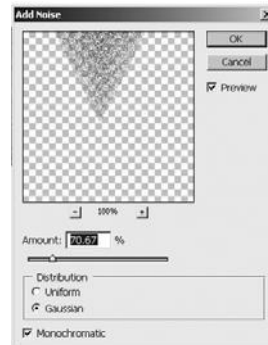 Add Noise
OK
Cancel
Preview
- 100% +
Amount: 70.67 %
Distribution
Uniform
Gaussian
Monochromatic